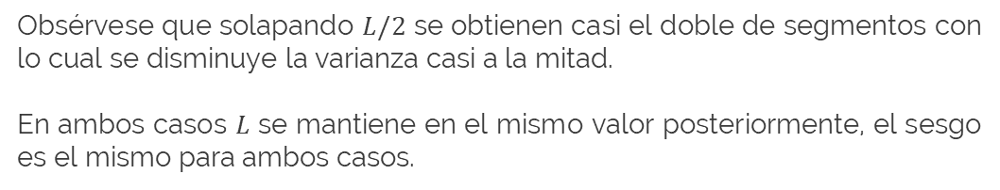 Obsérvese que solapando L/2 se obtienen casi el doble de segmentos con
lo cual se disminuye la varianza casi a la mitad.
En ambos casos L se mantiene en el mismo valor posteriormente, el sesgo
es el mismo para ambos casos.